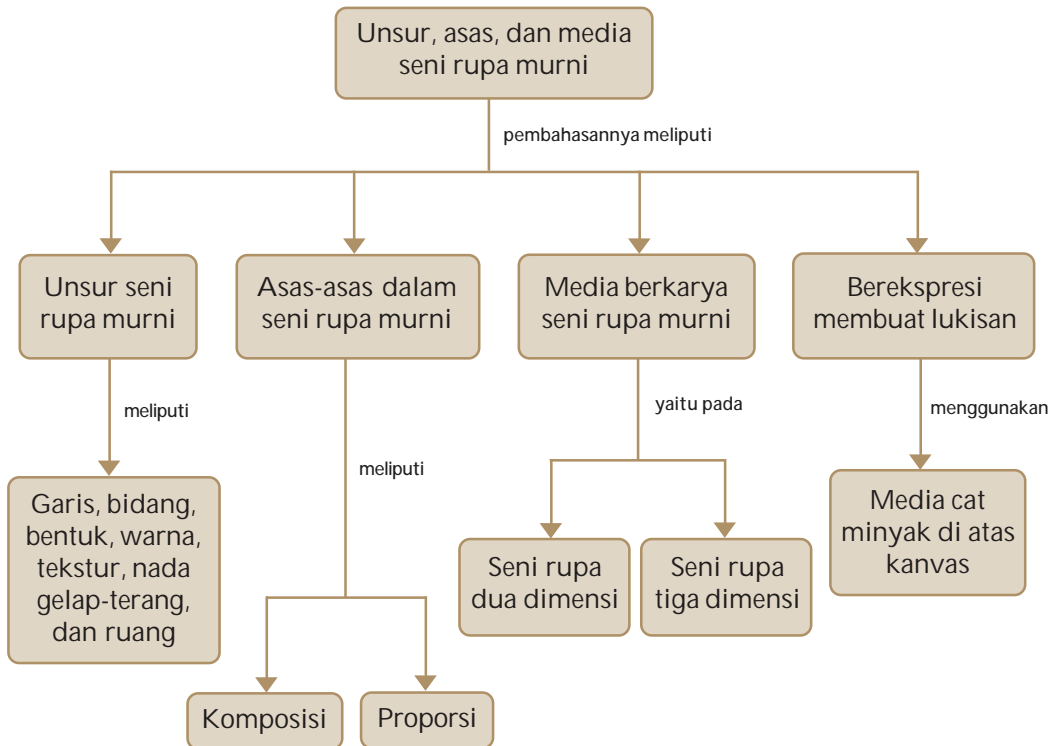 Unsur, asas, dan media
seni rupa murni
pembahasannya meliputi
Unsur seni
rupa murni
Asas-asas dalam
seni rupa murni
Media berkarya
seni rupa murni
Berekspresi
membuat lukisan
meliputi
meliputi
yaitu pada
menggunakan
Garis, bidang,
bentuk, warna,
tekstur, nada
gelap-terang,
dan ruang
Komposisi
Proporsi
Seni rupa
dua dimensi
Seni rupa
tiga dimensi
Media cat
minyak di atas
kanvas